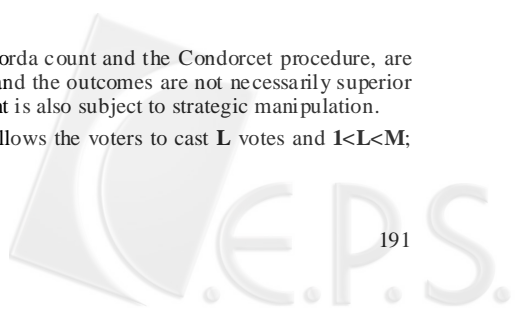 orda count and the Condorcet procedure, are
nd the outcomes are not necessarily superior
t is also subject to strategic manipulation.
llows the voters to cast L votes and 1<L<M;
191
C.E.P.S.